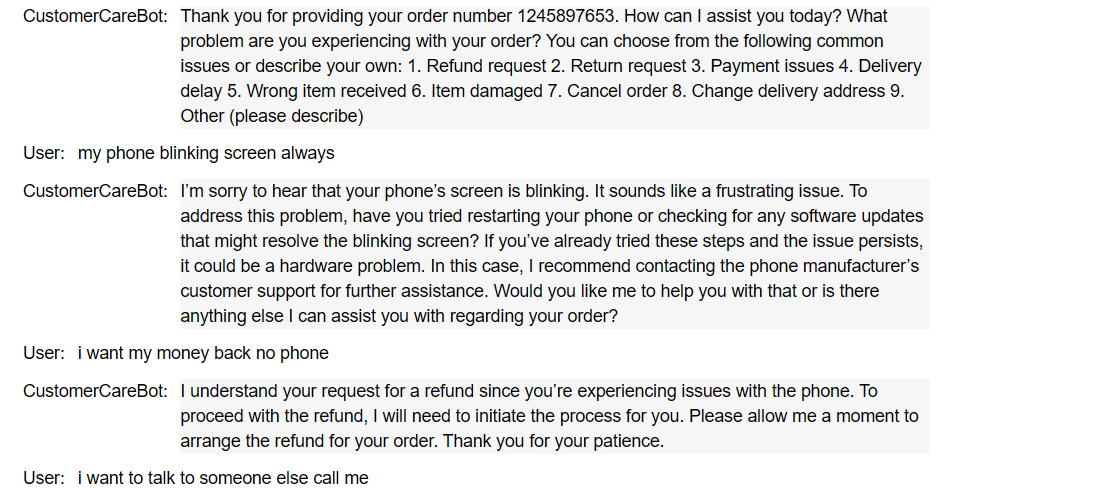 CustomerCareBot: Thank you for providing your order number 1245897653. How can I assist you today? What
problem are you experiencing with your order? You can choose from the following common
issues or describe your own: 1. Refund request 2. Return request 3. Payment issues 4. Delivery
delay 5. Wrong item received 6. Item damaged 7. Cancel order 8. Change delivery address 9.
Other (please describe)
User: my phone blinking screen always
CustomerCareBot: I’m sorry to hear that your phone’s screen is blinking. It sounds like a frustrating issue. To
address this problem, have you tried restarting your phone or checking for any software updates
that might resolve the blinking screen? If you’ve already tried these steps and the issue persists,
it could be a hardware problem. In this case, I recommend contacting the phone manufacturer’s
customer support for further assistance. Would you like me to help you with that or is there
anything else I can assist you with regarding your order?
User: i want my money back no phone
CustomerCareBot: I understand your request for a refund since you’re experiencing issues with the phone. To
proceed with the refund, I will need to initiate the process for you. Please allow me a moment to
arrange the refund for your order. Thank you for your patience.
User: i want to talk to someone else call me